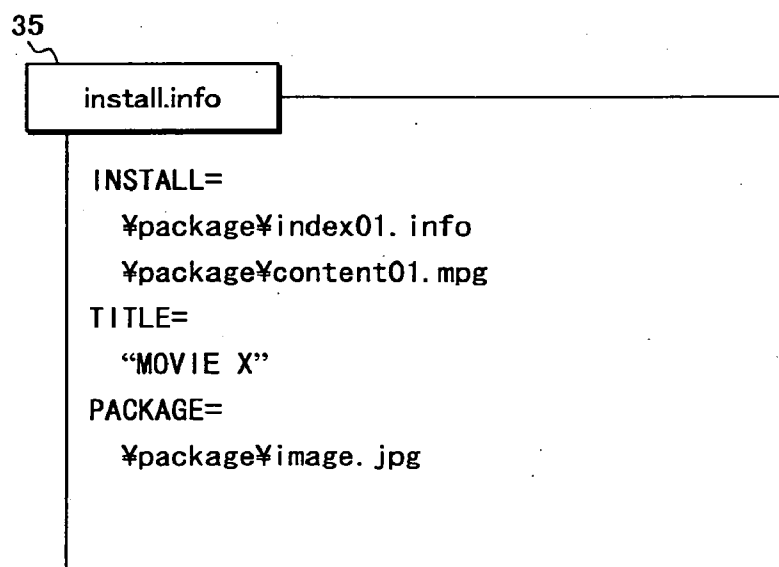 35
install.info
INSTALL=
¥package¥index01.info
¥package¥content01.mpg
TITLE=
“MOVIE X”
PACKAGE=
¥package¥image.jpg